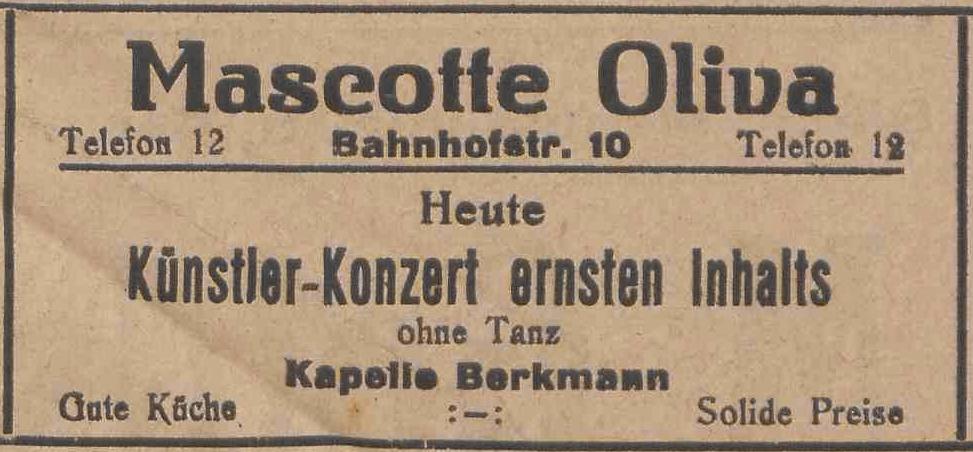 Mascotte Oliva
Telefon 12 Bahnhofstr. 10 Telefon 12
Heute
Künstler-Konzert ernsten Inhalts
ohne Tanz
Kapelle Berkmann
Gute Küche :–: Solide Preise